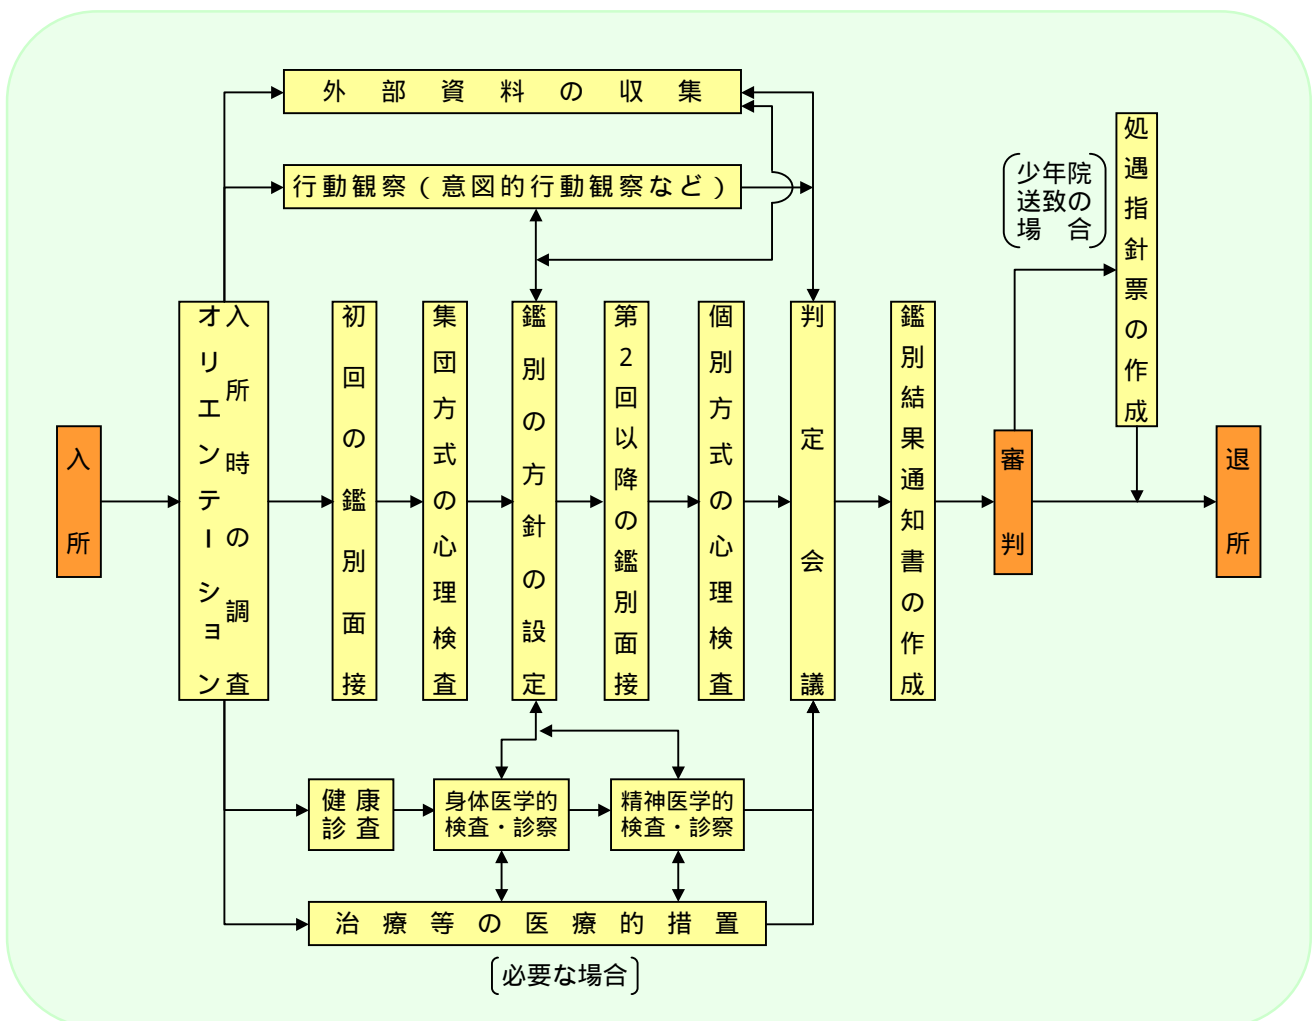 外部資料の収集
行動観察（意図的行動観察など）
少年院
送致の
場合
処遇指針票の作成
入所
入所時の調査
オリエンテーション
初回の鑑別面接
集団方式の心理検査
鑑別の方針の設定
第2回以降の鑑別面接
個別方式の心理検査
判定会議
鑑別結果通知書の作成
審判
退所
健康
診査
身体医学的
検査・診察
精神医学的
検査・診察
治療等の医療的措置
必要な場合